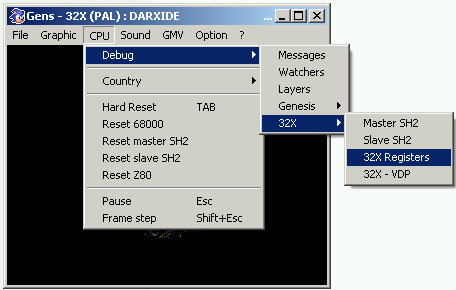 Gens - 32X (PAL) : DARXIDE
File Graphic CPU Sound GMV Option ?
Debug
Country
Hard Reset TAB
Reset 68000
Reset master SH2
Reset slave SH2
Reset Z80
Pause Esc
Frame step Shift+Esc
Messages
Watchers
Layers
Genesis
32X
Master SH2
Slave SH2
32X Registers
32X - VDP